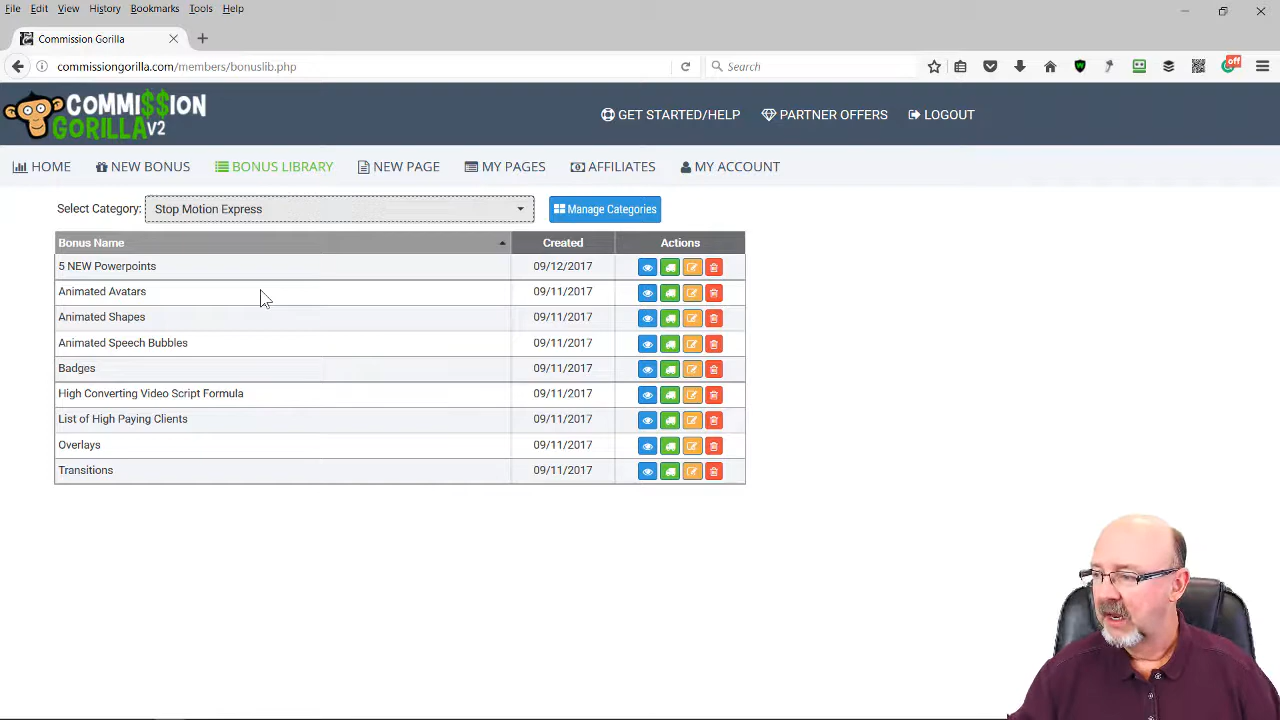 File Edit View History Bookmarks Tools Help
Commission Gorilla
commissiongorilla.com/members/bonuslib.php
Search
off
COMMI$$ION
GORILLA V2
GET STARTED/HELP PARTNER OFFERS LOGOUT
HOME NEW BONUS BONUS LIBRARY NEW PAGE MY PAGES AFFILIATES MY ACCOUNT
Select Category: Stop Motion Express Manage Categories
Bonus Name Created Actions
5 NEW Powerpoints 09/12/2017
Animated Avatars 09/11/2017
Animated Shapes 09/11/2017
Animated Speech Bubbles 09/11/2017
Badges 09/11/2017
High Converting Video Script Formula 09/11/2017
List of High Paying Clients 09/11/2017
Overlays 09/11/2017
Transitions 09/11/2017